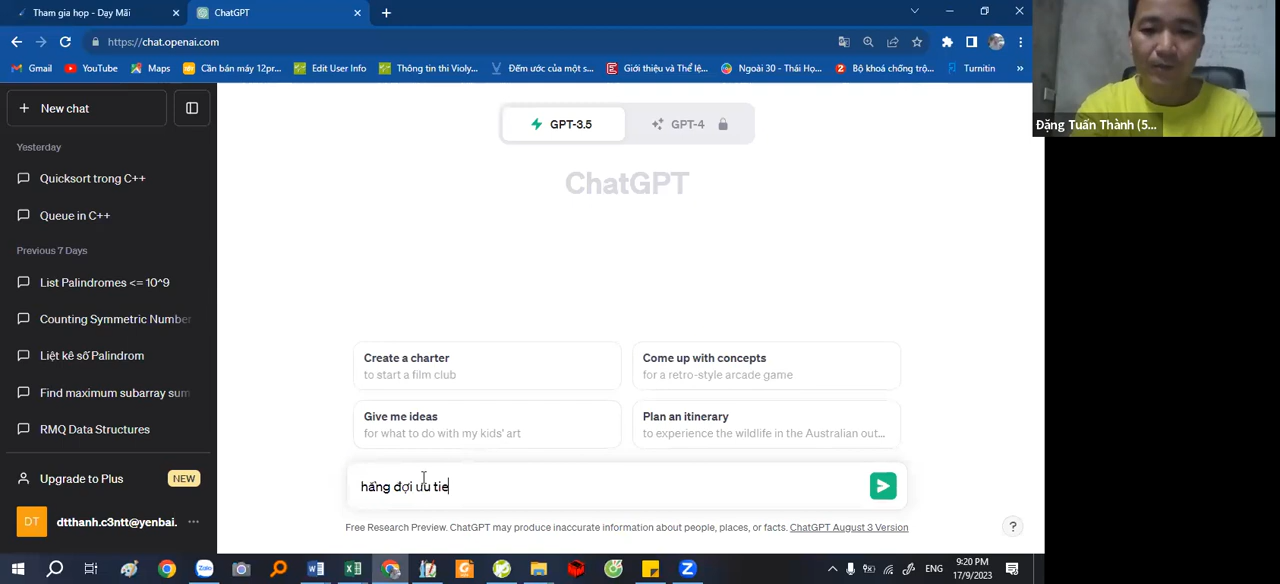 Tham gia họp - Dạy Mãi
ChatGPT
https://chat.openai.com
Gmail
YouTube
Maps
Cần bán máy 12pr...
Edit User Info
Thông tin thi Violy...
Đếm ước của một s...
Giới thiệu và Thể lệ...
Ngoài 30 - Thái Học...
Bộ khoá chống trộ...
Turnitin
»
Đặng Tuấn Thành (5...
New chat
GPT-3.5
GPT-4
Yesterday
ChatGPT
Quicksort trong C++
Queue in C++
Previous 7 Days
List Palindromes <= 10^9
Counting Symmetric Number
Liệt kê số Palindrom
Find maximum subarray sum
RMQ Data Structures
Create a charter
to start a film club
Come up with concepts
for a retro-style arcade game
Give me ideas
for what to do with my kids' art
Plan an itinerary
to experience the wildlife in the Australian out...
Upgrade to Plus
NEW
hầng đợi ưu tie
DT
dtthanh.c3ntt@yenbai.
Free Research Preview. ChatGPT may produce inaccurate information about people, places, or facts. ChatGPT August 3 Version
?
ENG
9:20 PM
17/9/2023